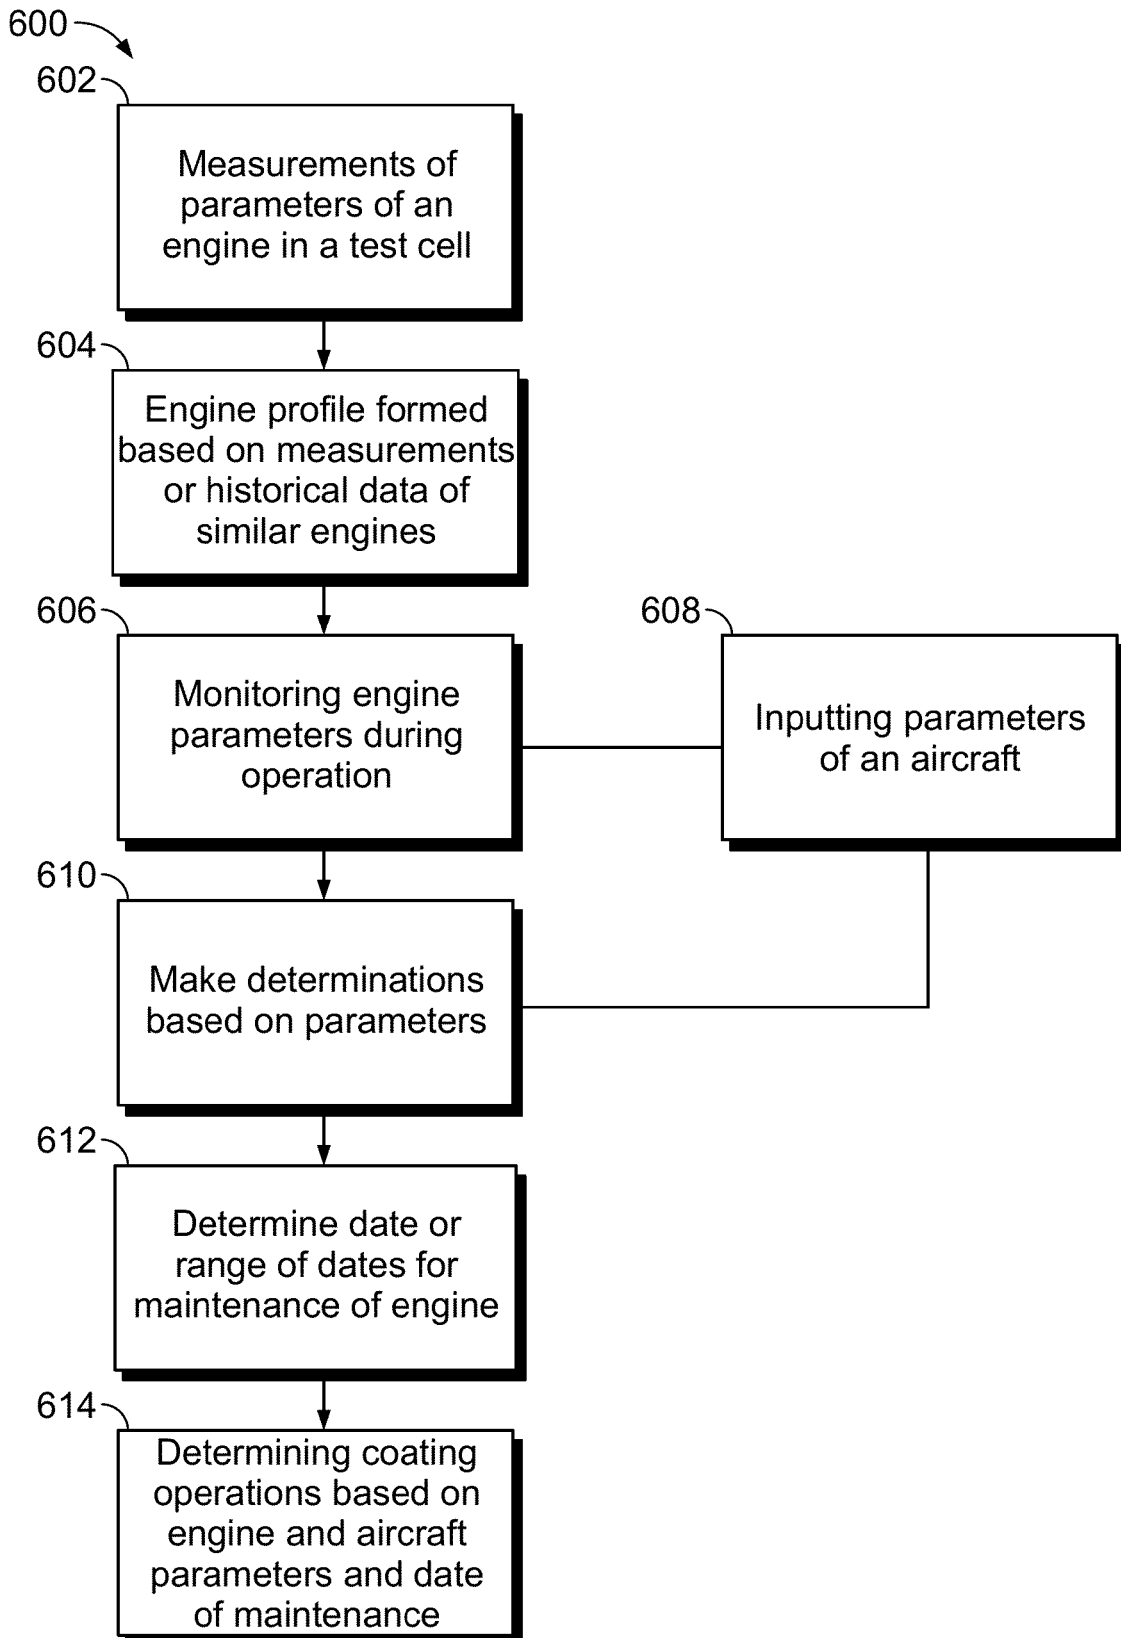 600
602
Measurements of
parameters of an
engine in a test cell
604
Engine profile formed
based on measurements
or historical data of
similar engines
606
Monitoring engine
parameters during
operation
608
Inputting parameters
of an aircraft
610
Make determinations
based on parameters
612
Determine date or
range of dates for
maintenance of engine
614
Determining coating
operations based on
engine and aircraft
parameters and date
of maintenance